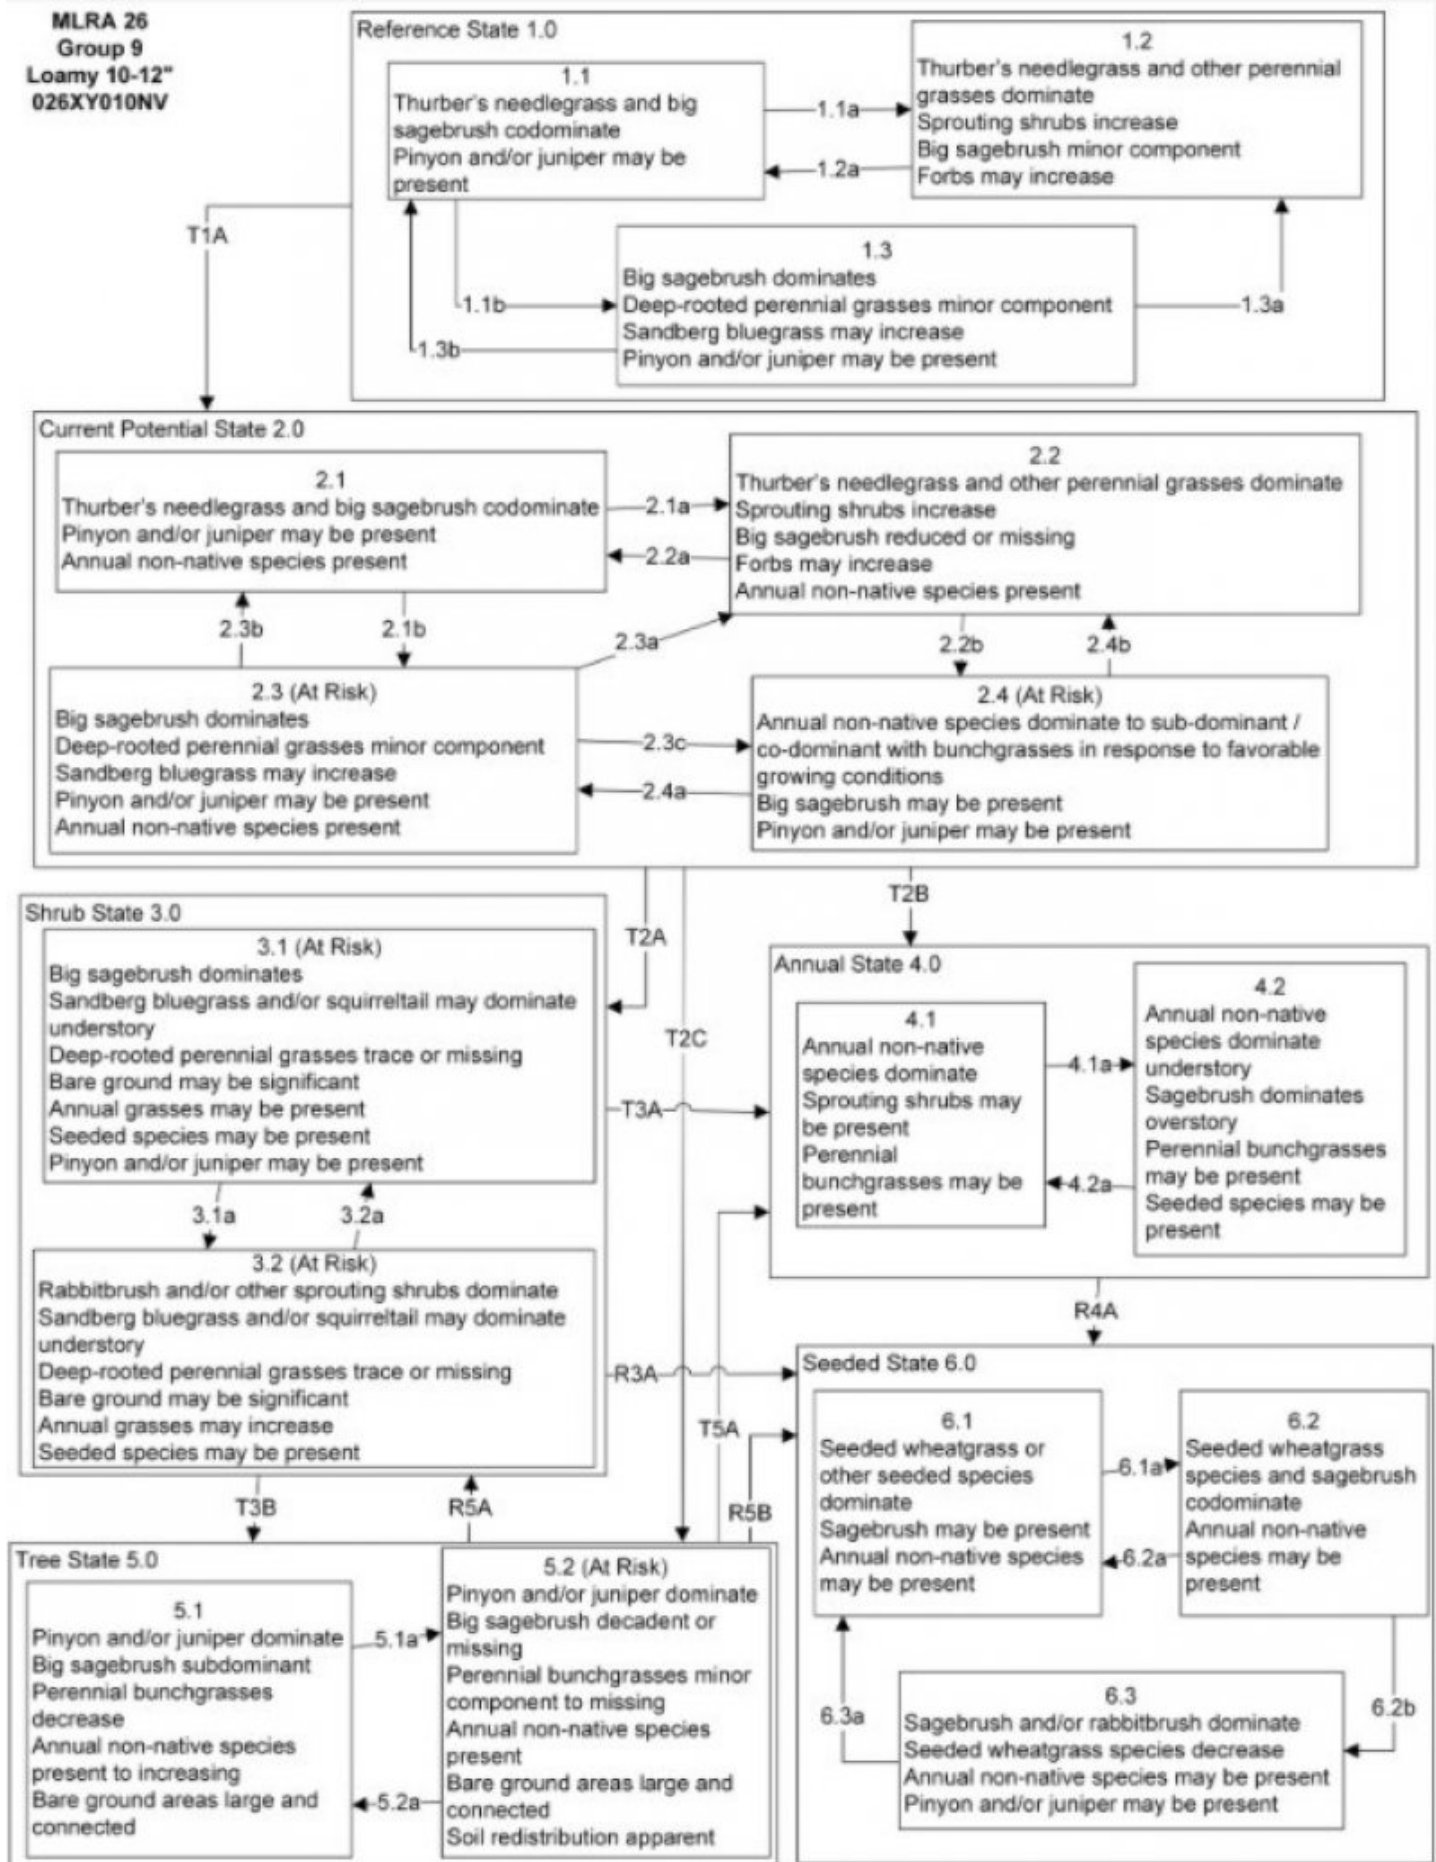 MLRA 26
Group 9
Loamy 10-12"
026XY010NV
Reference State 1.0
1.1
Thurber's needlegrass and big
sagebrush codominate
Pinyon and/or juniper may be
present
1.1a
1.2a
1.2
Thurber's needlegrass and other perennial
grasses dominate
Sprouting shrubs increase
Big sagebrush minor component
Forbs may increase
T1A
1.1b
1.3b
1.3
Big sagebrush dominates
Deep-rooted perennial grasses minor component
Sandberg bluegrass may increase
Pinyon and/or juniper may be present
1.3a
Current Potential State 2.0
2.1
Thurber's needlegrass and big sagebrush codominate
Pinyon and/or juniper may be present
Annual non-native species present
2.1a
2.2a
2.2
Thurber's needlegrass and other perennial grasses dominate
Sprouting shrubs increase
Big sagebrush reduced or missing
Forbs may increase
Annual non-native species present
2.3b
2.1b
2.3a
2.2b
2.4b
2.3 (At Risk)
Big sagebrush dominates
Deep-rooted perennial grasses minor component
Sandberg bluegrass may increase
Pinyon and/or juniper may be present
Annual non-native species present
2.3c
2.4a
2.4 (At Risk)
Annual non-native species dominate to sub-dominant /
co-dominant with bunchgrasses in response to favorable
growing conditions
Big sagebrush may be present
Pinyon and/or juniper may be present
T2A
T2C
T2B
Shrub State 3.0
3.1 (At Risk)
Big sagebrush dominates
Sandberg bluegrass and/or squirreltail may dominate
understory
Deep-rooted perennial grasses trace or missing
Bare ground may be significant
Annual grasses may be present
Seeded species may be present
Pinyon and/or juniper may be present
3.1a
3.2a
3.2 (At Risk)
Rabbitbrush and/or other sprouting shrubs dominate
Sandberg bluegrass and/or squirreltail may dominate
understory
Deep-rooted perennial grasses trace or missing
Bare ground may be significant
Annual grasses may increase
Seeded species may be present
T3A
R3A
T3B
R5A
T5A
R5B
Annual State 4.0
4.1
Annual non-native
species dominate
Sprouting shrubs may
be present
Perennial
bunchgrasses may be
present
4.1a
4.2a
4.2
Annual non-native
species dominate
understory
Sagebrush dominates
overstory
Perennial bunchgrasses
may be present
Seeded species may be
present
R4A
Tree State 5.0
5.1
Pinyon and/or juniper dominate
Big sagebrush subdominant
Perennial bunchgrasses
decrease
Annual non-native species
present to increasing
Bare ground areas large and
connected
5.1a
5.2a
5.2 (At Risk)
Pinyon and/or juniper dominate
Big sagebrush decadent or
missing
Perennial bunchgrasses minor
component to missing
Annual non-native species
present
Bare ground areas large and
connected
Soil redistribution apparent
Seeded State 6.0
6.1
Seeded wheatgrass or
other seeded species
dominate
Sagebrush may be present
Annual non-native species
may be present
6.1a
6.2a
6.2
Seeded wheatgrass
species and sagebrush
codominate
Annual non-native
species may be
present
6.3a
6.2b
6.3
Sagebrush and/or rabbitbrush dominate
Seeded wheatgrass species decrease
Annual non-native species may be present
Pinyon and/or juniper may be present